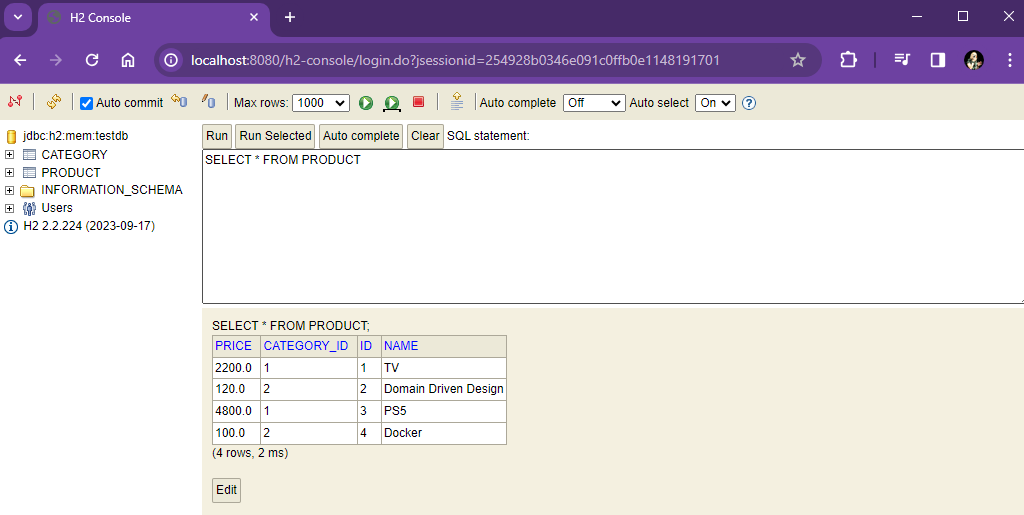 H2 Console
localhost:8080/h2-console/login.do?jsessionid=254928b0346e091c0ffb0e1148191701
Auto commit Max rows: 1000 Auto complete Off Auto select On
jdbc:h2:mem:testdb
CATEGORY
PRODUCT
INFORMATION_SCHEMA
Users
H2 2.2.224 (2023-09-17)
Run Run Selected Auto complete Clear SQL statement:
SELECT * FROM PRODUCT
SELECT * FROM PRODUCT;
PRICE CATEGORY_ID ID NAME
2200.0 1 1 TV
120.0 2 2 Domain Driven Design
4800.0 1 3 PS5
100.0 2 4 Docker
(4 rows, 2 ms)
Edit